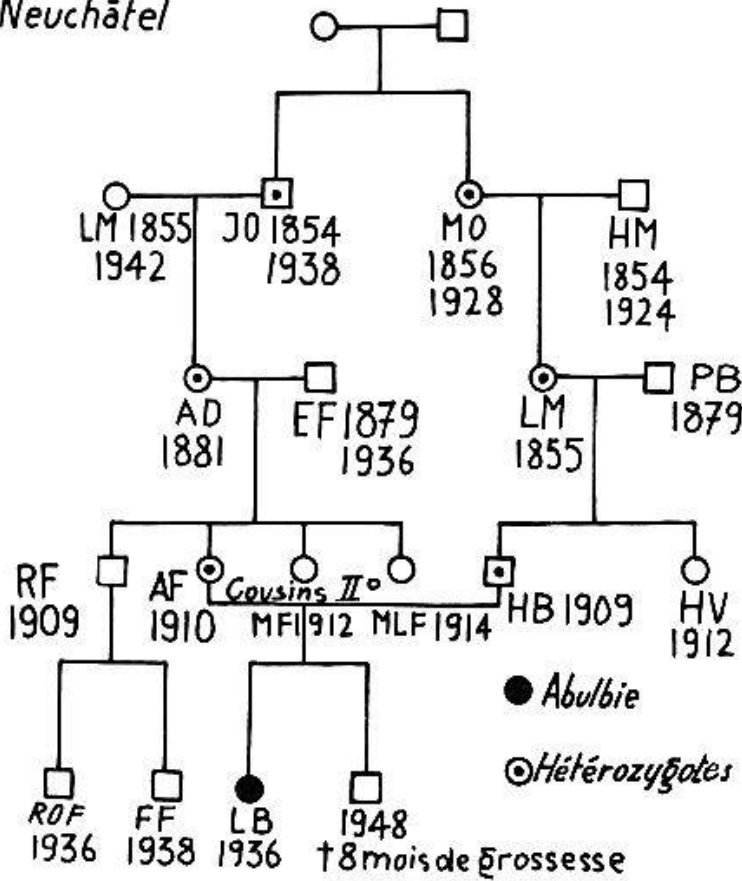 Neuchâtel
LM 1855
1942
JO 1854
1938
MO
1856
1928
HM
1854
1924
AD
1881
EF 1879
1936
LM
1855
PB
1879
RF
1909
AF
1910
Cousins II°
MF1912
MLF 1914
HB 1909
HV
1912
Abulbie
Hétérozygotes
ROF
1936
FF
1938
LB
1936
1948
†8 mois de grossesse